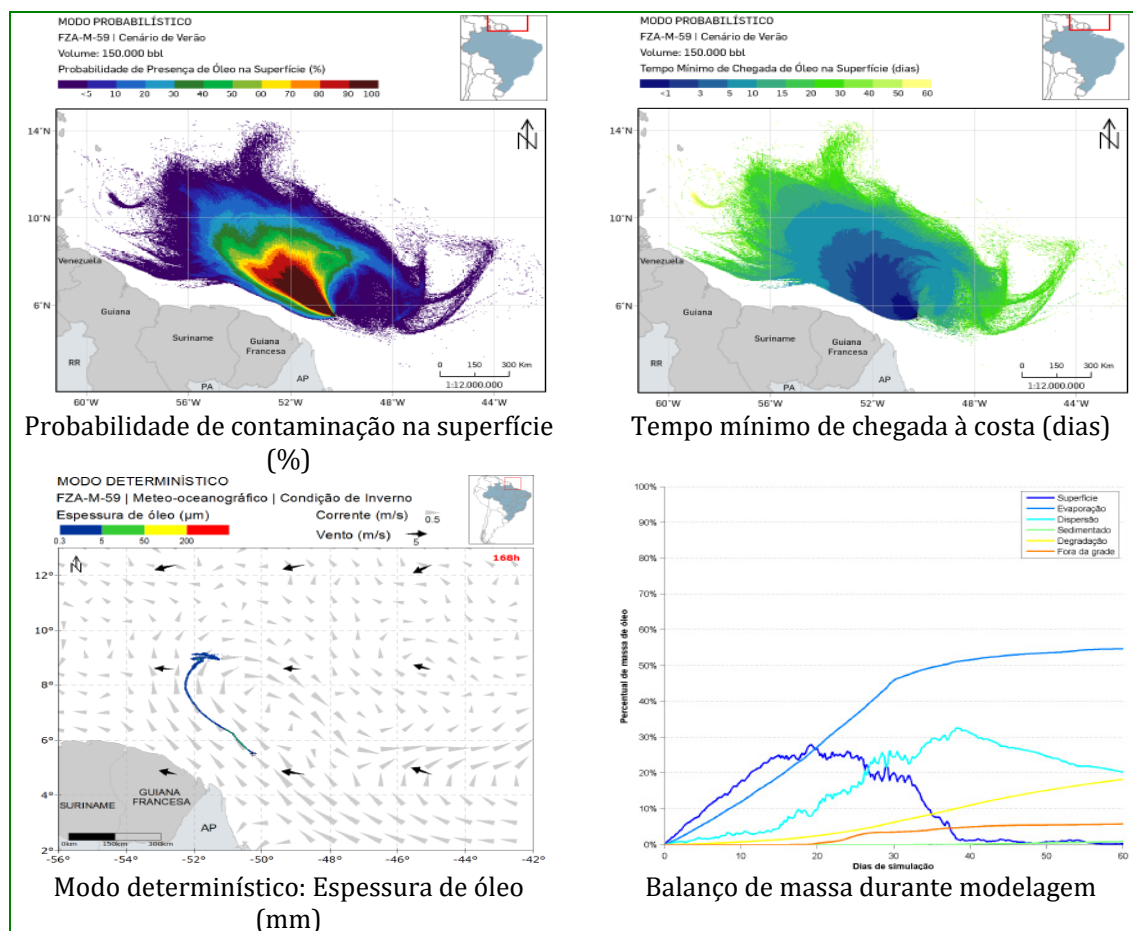 MODO PROBABILÍSTICO
FZA-M-59 | Cenário de Verão
Volume: 150.000 bbl
Probabilidade de Presença de Óleo na Superfície (%)
<5 10 20 30 40 50 60 70 80 100
14°N
10°N
6°N
N
Venezuela
Guiana
Suriname
Guiana
Francesa
RR
PA
AP
0 150 300 Km
1:12.000.000
60°W 56°W 52°W 48°W 44°W
Probabilidade de contaminação na superfície
(%)
MODO PROBABILÍSTICO
FZA-M-59 | Cenário de Verão
Volume: 150.000 bbl
Tempo Mínimo de Chegada de Óleo na Superfície (dias)
<1 3 5 10 15 20 30 40 50 60
14°N
10°N
6°N
N
Venezuela
Guiana
Suriname
Guiana
Francesa
RR
PA
AP
0 150 300 Km
1:12.000.000
60°W 56°W 52°W 48°W 44°W
Tempo mínimo de chegada à costa (dias)
MODO DETERMINÍSTICO
FZA-M-59 | Meteo-oceanográfico | Condição de Inverno
Espessura de óleo (µm)
0.3 5 50 200
Corrente (m/s) 0.5
Vento (m/s) 5
168h
N
12°
10°
8°
6°
4°
2°
SURINAME
GUIANA
FRANCESA
AP
0km 150km 300km
-56 -54 -52 -50 -48 -46 -44 -42
Modo determinístico: Espessura de óleo
(mm)
100%
90%
80%
70%
60%
50%
40%
30%
20%
10%
0%
Percentual de massa de óleo
Superfície
Evaporação
Dispersão
Sedimentado
Degradação
Fora da grade
0 10 20 30 40 50 60
Dias de simulação
Balanço de massa durante modelagem